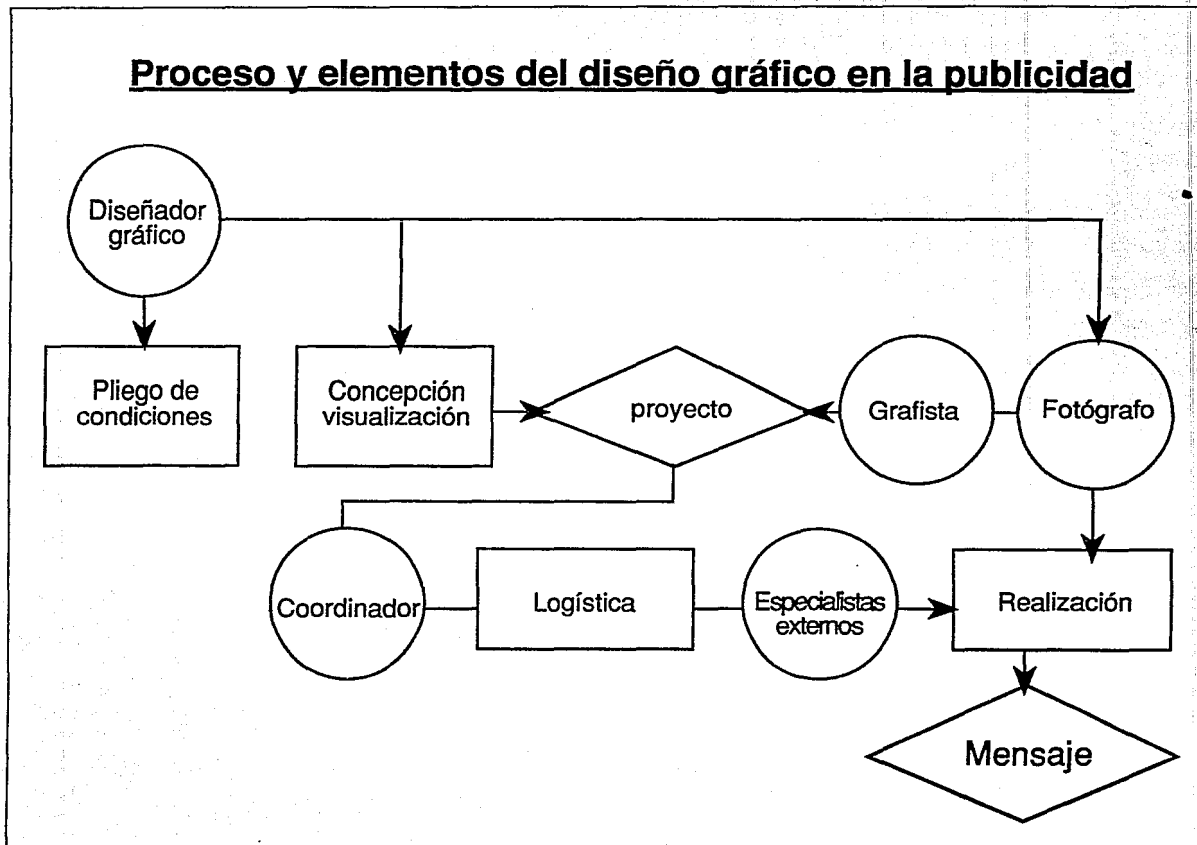 Proceso y elementos del diseño gráfico en la publicidad
Diseñador
gráfico
Pliego de
condiciones
Concepción
visualización
proyecto
Grafista
Fotógrafo
Coordinador
Logística
Especialistas
externos
Realización
Mensaje